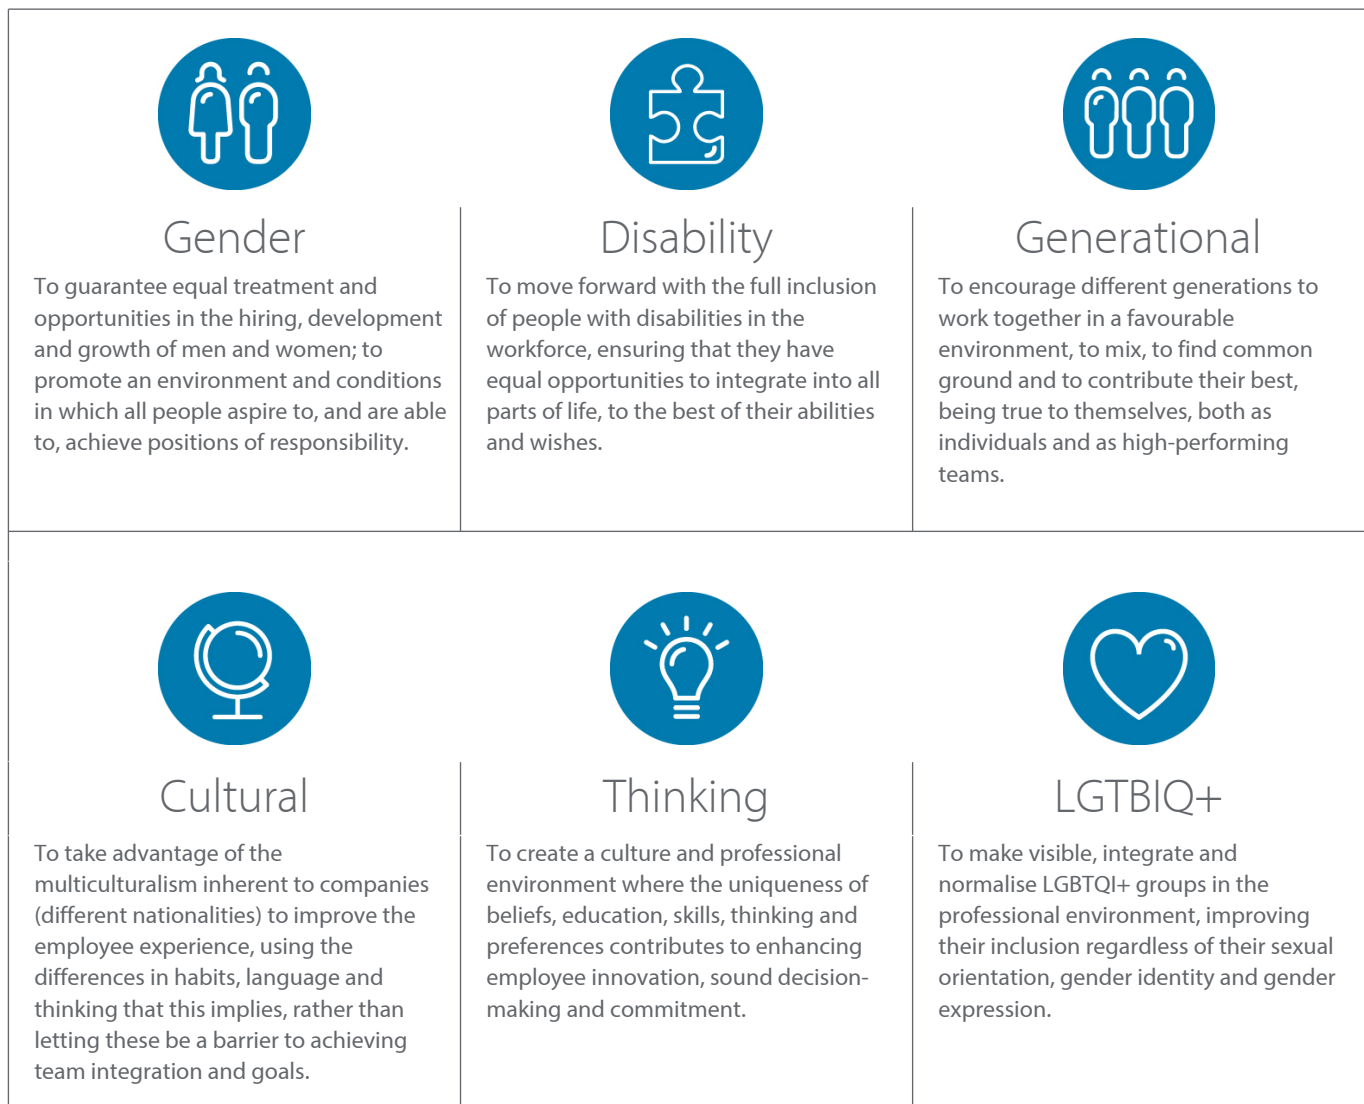 Gender
To guarantee equal treatment and
opportunities in the hiring, development
and growth of men and women; to
promote an environment and conditions
in which all people aspire to, and are able
to, achieve positions of responsibility.
Disability
To move forward with the full inclusion
of people with disabilities in the
workforce, ensuring that they have
equal opportunities to integrate into all
parts of life, to the best of their abilities
and wishes.
Generational
To encourage different generations to
work together in a favourable
environment, to mix, to find common
ground and to contribute their best,
being true to themselves, both as
individuals and as high-performing
teams.
Cultural
To take advantage of the
multiculturalism inherent to companies
(different nationalities) to improve the
employee experience, using the
differences in habits, language and
thinking that this implies, rather than
letting these be a barrier to achieving
team integration and goals.
Thinking
To create a culture and professional
environment where the uniqueness of
beliefs, education, skills, thinking and
preferences contributes to enhancing
employee innovation, sound decision-
making and commitment.
LGTBIQ+
To make visible, integrate and
normalise LGBTQI+ groups in the
professional environment, improving
their inclusion regardless of their sexual
orientation, gender identity and gender
expression.